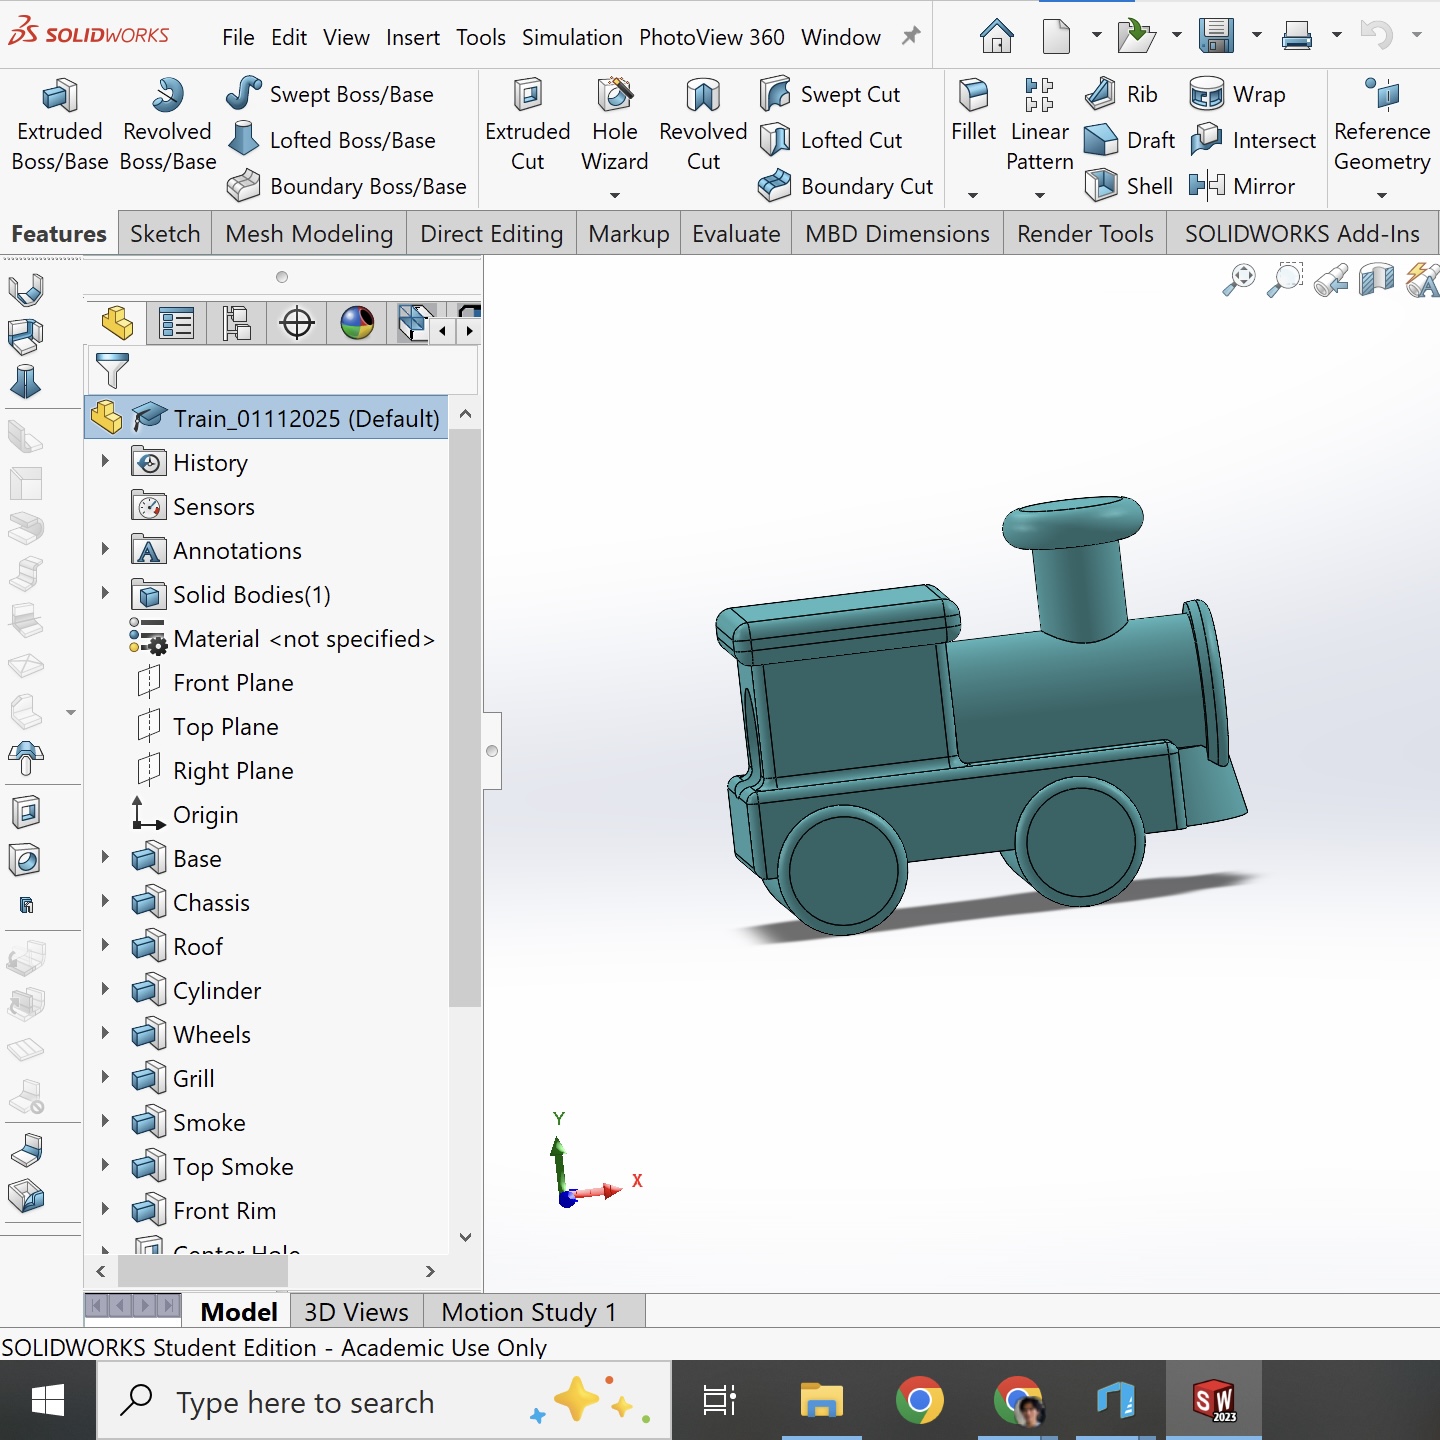 SOLIDWORKS File Edit View Insert Tools Simulation PhotoView 360 Window
Extruded Boss/Base
Revolved Boss/Base
Swept Boss/Base
Lofted Boss/Base
Boundary Boss/Base
Extruded Cut
Hole Wizard
Revolved Cut
Swept Cut
Lofted Cut
Boundary Cut
Fillet
Linear Pattern
Rib
Draft
Shell
Wrap
Intersect
Mirror
Reference Geometry
Features Sketch Mesh Modeling Direct Editing Markup Evaluate MBD Dimensions Render Tools SOLIDWORKS Add-Ins
Train_01112025 (Default)
History
Sensors
A Annotations
Solid Bodies(1)
Material <not specified>
Front Plane
Top Plane
Right Plane
Origin
Base
Chassis
Roof
Cylinder
Wheels
Grill
Smoke
Top Smoke
Front Rim
Center Hole
Y
X
Model 3D Views Motion Study 1
SOLIDWORKS Student Edition - Academic Use Only
Type here to search
SW 2023